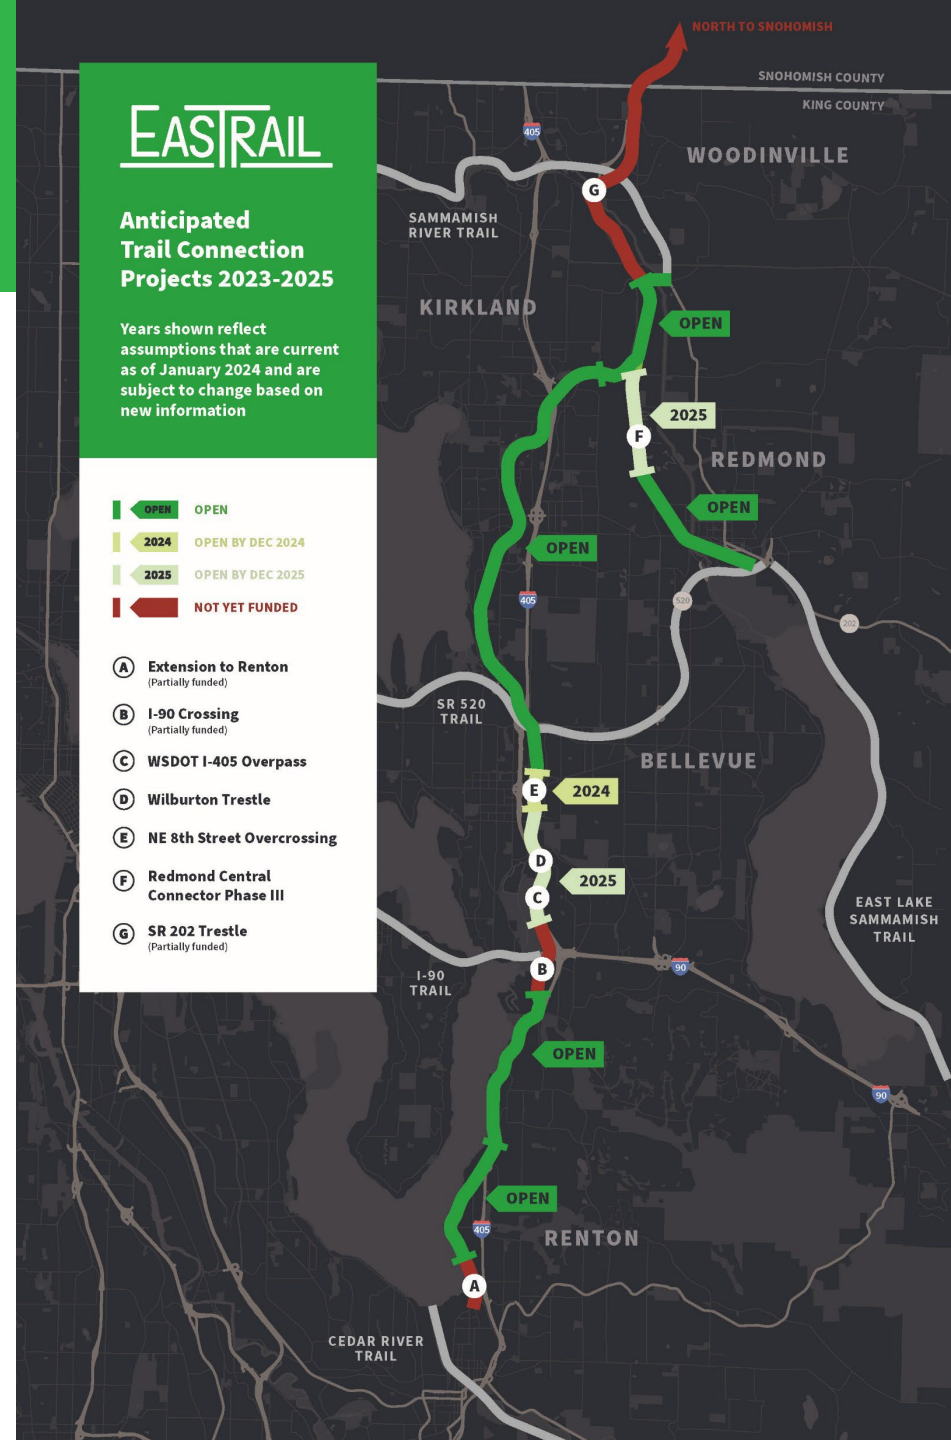 NORTH TO SNOHOMISH
SNOHOMISH COUNTY
KING COUNTY
EASTRAIL
Anticipated
Trail Connection
Projects 2023-2025
Years shown reflect
assumptions that are current
as of January 2024 and are
subject to change based on
new information
OPEN OPEN
2024 OPEN BY DEC 2024
2025 OPEN BY DEC 2025
NOT YET FUNDED
A Extension to Renton
(Partially funded)
B I-90 Crossing
(Partially funded)
C WSDOT I-405 Overpass
D Wilburton Trestle
E NE 8th Street Overcrossing
F Redmond Central
Connector Phase III
G SR 202 Trestle
(Partially funded)
405
WOODINVILLE
G
SAMMAMISH
RIVER TRAIL
KIRKLAND
OPEN
2025
F
REDMOND
OPEN
OPEN
405
520
202
SR 520
TRAIL
BELLEVUE
E
2024
D
2025
C
EAST LAKE
SAMMAMISH
TRAIL
B
90
I-90
TRAIL
OPEN
90
OPEN
405
RENTON
A
CEDAR RIVER
TRAIL